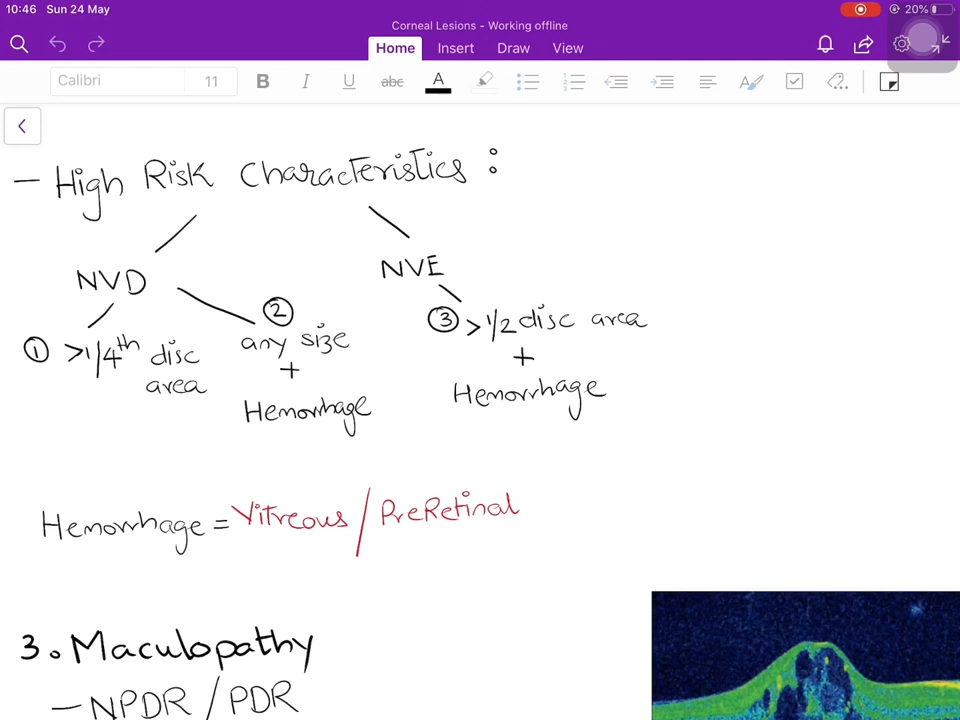 10:46 Sun 24 May
20%
Corneal Lesions - Working offline
Home Insert Draw View
Calibri 11 B I U abc A
- High Risk Characteristics :
NVD NVE
① >1/4th disc area
② any size + Hemorrhage
③ >1/2 disc area + Hemorrhage
Hemorrhage = Vitreous / PreRetinal
3. Maculopathy
- NPDR / PDR